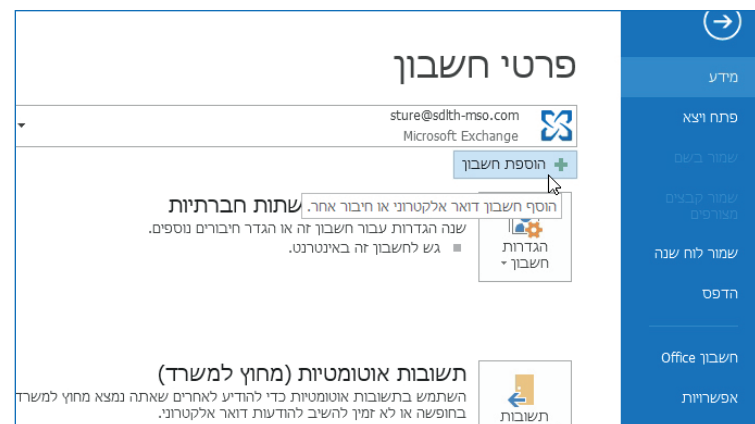 מידע
פתח ויצא
שמור בשם
שמור קבצים
מצורפים
שמור לוח שנה
הדפס
חשבון Office
אפשרויות
פרטי חשבון
sture@sdlth-mso.com
Microsoft Exchange
הוספת חשבון
הוסף חשבון דואר אלקטרוני או חיבור אחר.
הגדרות
חשבון
שתות חברתיות
שנה הגדרות עבור חשבון זה או הגדר חיבורים נוספים.
גש לחשבון זה באינטרנט.
תשובות
תשובות אוטומטיות (מחוץ למשרד)
השתמש בתשובות אוטומטיות כדי להודיע לאחרים שאתה נמצא מחוץ למשרד
בחופשה או לא זמין להשיב להודעות דואר אלקטרוני.